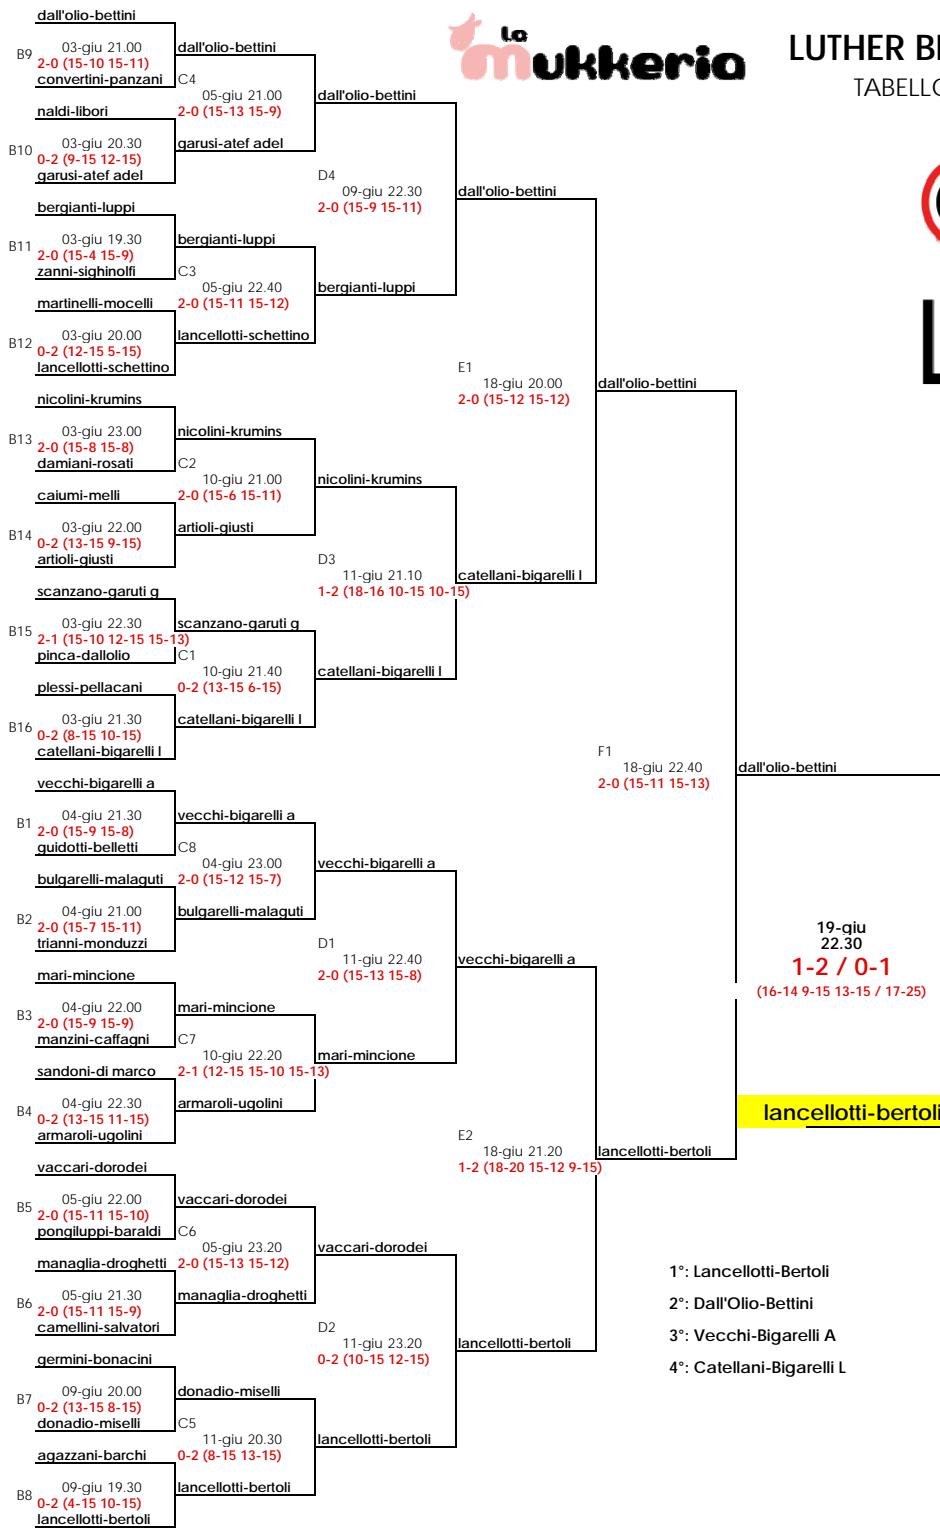 la
mukkeria
LUTHER BL
TABELLO
dall'olio-bettini
B9
03-giu 21.00
2-0 (15-10 15-11)
convertini-panzani
dall'olio-bettini
C4
05-giu 21.00
2-0 (15-13 15-9)
naldi-libori
B10
03-giu 20.30
0-2 (9-15 12-15)
garusi-atef adel
garusi-atef adel
dall'olio-bettini
D4
09-giu 22.30
2-0 (15-9 15-11)
bergianti-luppi
B11
03-giu 19.30
2-0 (15-4 15-9)
zanni-sighinolfi
bergianti-luppi
C3
05-giu 22.40
2-0 (15-11 15-12)
martinelli-mocelli
B12
03-giu 20.00
0-2 (12-15 5-15)
lancellotti-schettino
lancellotti-schettino
bergianti-luppi
dall'olio-bettini
E1
18-giu 20.00
2-0 (15-12 15-12)
nicolini-krumins
B13
03-giu 23.00
2-0 (15-8 15-8)
damiani-rosati
nicolini-krumins
C2
10-giu 21.00
2-0 (15-6 15-11)
caiumi-melli
B14
03-giu 22.00
0-2 (13-15 9-15)
artioli-giusti
artioli-giusti
nicolini-krumins
D3
11-giu 21.10
1-2 (18-16 10-15 10-15)
scanzano-garuti g
B15
03-giu 22.30
2-1 (15-10 12-15 15-13)
pinca-dallolio
scanzano-garuti g
C1
10-giu 21.40
0-2 (13-15 6-15)
plessi-pellacani
B16
03-giu 21.30
0-2 (8-15 10-15)
catellani-bigarelli l
catellani-bigarelli l
catellani-bigarelli l
catellani-bigarelli l
dall'olio-bettini
F1
18-giu 22.40
2-0 (15-11 15-13)
dall'olio-bettini
vecchi-bigarelli a
B1
04-giu 21.30
2-0 (15-9 15-8)
guidotti-belletti
vecchi-bigarelli a
C8
04-giu 23.00
2-0 (15-12 15-7)
bulgarelli-malaguti
B2
04-giu 21.00
2-0 (15-7 15-11)
trianni-monduzzi
bulgarelli-malaguti
vecchi-bigarelli a
D1
11-giu 22.40
2-0 (15-13 15-8)
mari-mincione
B3
04-giu 22.00
2-0 (15-9 15-9)
manzini-caffagni
mari-mincione
C7
10-giu 22.20
2-1 (12-15 15-10 15-13)
sandoni-di marco
B4
04-giu 22.30
0-2 (13-15 11-15)
armaroli-ugolini
armaroli-ugolini
mari-mincione
vecchi-bigarelli a
E2
18-giu 21.20
1-2 (18-20 15-12 9-15)
vaccari-dorodei
B5
05-giu 22.00
2-0 (15-11 15-10)
pongiluppi-baraldi
vaccari-dorodei
C6
05-giu 23.20
2-0 (15-13 15-12)
managlia-droghetti
B6
05-giu 21.30
2-0 (15-11 15-9)
camellini-salvatori
managlia-droghetti
vaccari-dorodei
D2
11-giu 23.20
0-2 (10-15 12-15)
germini-bonacini
B7
09-giu 20.00
0-2 (13-15 8-15)
donadio-miselli
donadio-miselli
C5
11-giu 20.30
0-2 (8-15 13-15)
agazzani-barchi
B8
09-giu 19.30
0-2 (4-15 10-15)
lancellotti-bertoli
lancellotti-bertoli
lancellotti-bertoli
lancellotti-bertoli
lancellotti-bertoli
19-giu
22.30
1-2 / 0-1
(16-14 9-15 13-15 / 17-25)
lancellotti-bertoli
1°: Lancellotti-Bertoli
2°: Dall'Olio-Bettini
3°: Vecchi-Bigarelli A
4°: Catellani-Bigarelli L